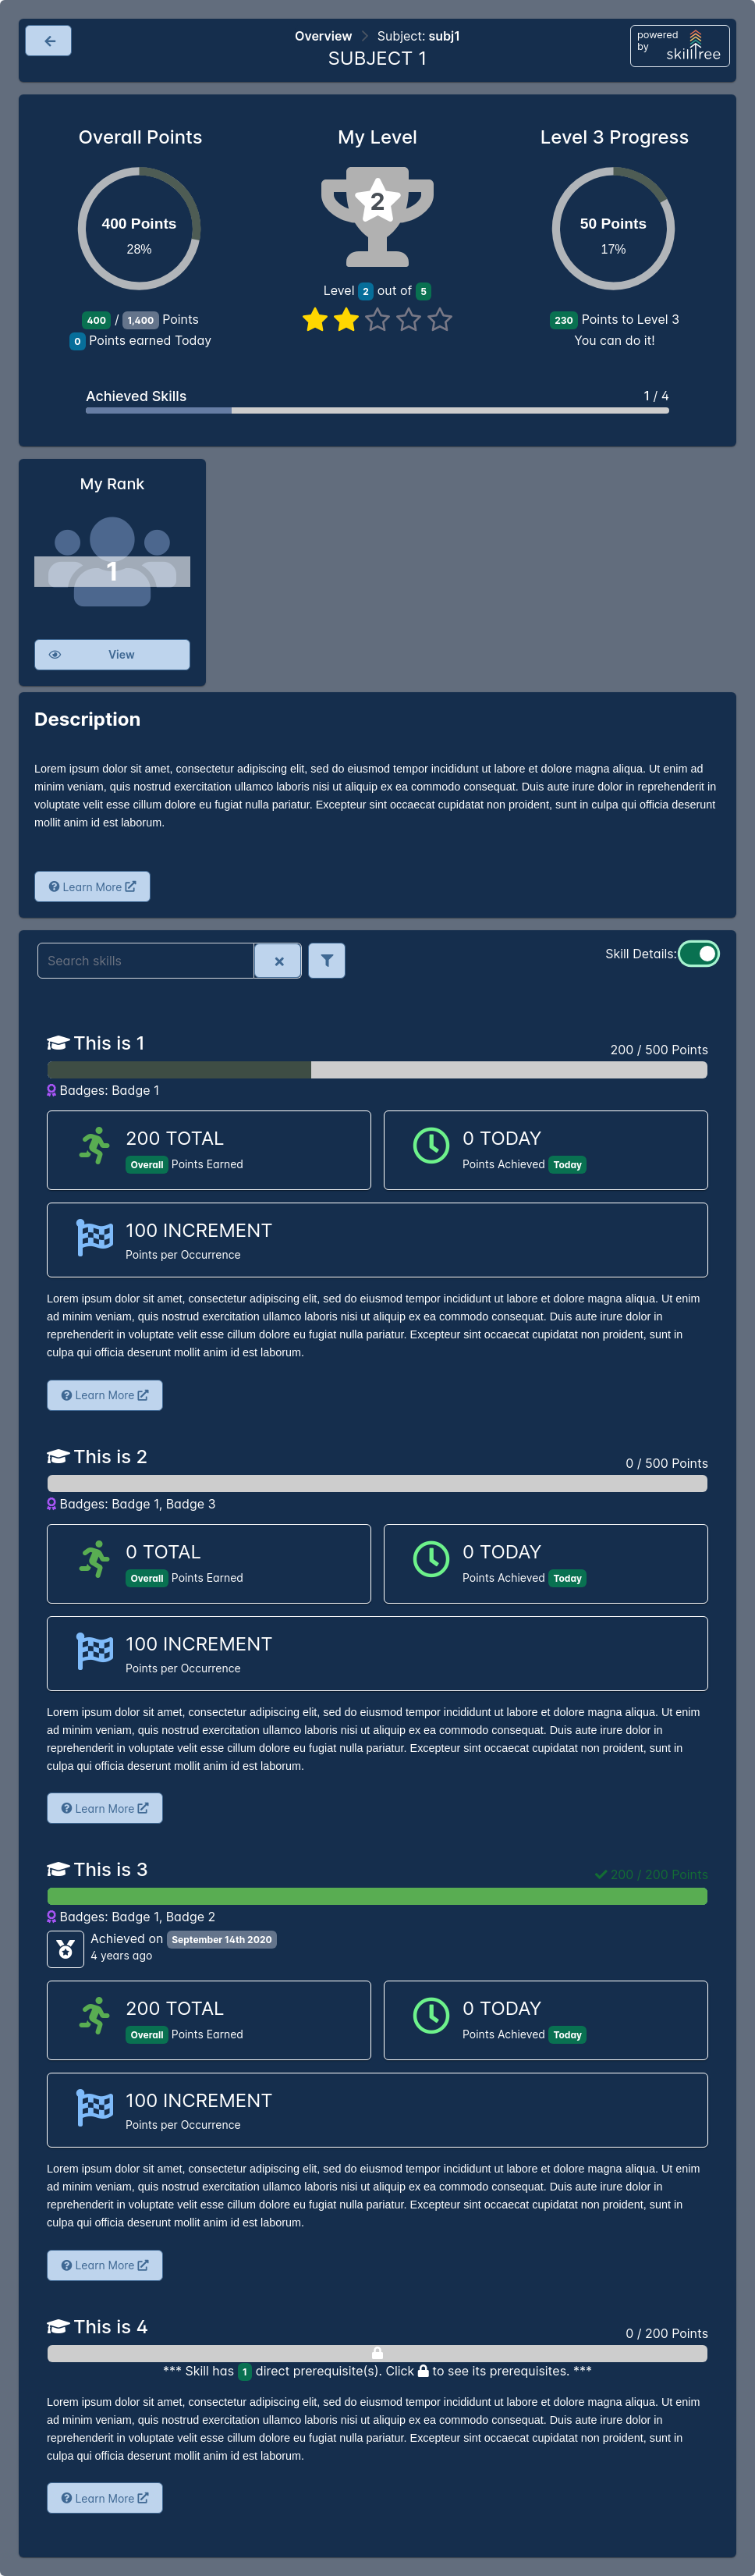 Overview > Subject: subj1
SUBJECT 1
powered
by
skilltree
Overall Points
400 Points
28%
400 / 1,400 Points
0 Points earned Today
My Level
2
Level 2 out of 5
Level 3 Progress
50 Points
17%
230 Points to Level 3
You can do it!
Achieved Skills 1 / 4
My Rank
1
View
Description
Lorem ipsum dolor sit amet, consectetur adipiscing elit, sed do eiusmod tempor incididunt ut labore et dolore magna aliqua. Ut enim ad
minim veniam, quis nostrud exercitation ullamco laboris nisi ut aliquip ex ea commodo consequat. Duis aute irure dolor in reprehenderit in
voluptate velit esse cillum dolore eu fugiat nulla pariatur. Excepteur sint occaecat cupidatat non proident, sunt in culpa qui officia deserunt
mollit anim id est laborum.
Learn More
Search skills
Skill Details:
This is 1
200 / 500 Points
Badges: Badge 1
200 TOTAL
Overall Points Earned
0 TODAY
Points Achieved Today
100 INCREMENT
Points per Occurrence
Lorem ipsum dolor sit amet, consectetur adipiscing elit, sed do eiusmod tempor incididunt ut labore et dolore magna aliqua. Ut enim
ad minim veniam, quis nostrud exercitation ullamco laboris nisi ut aliquip ex ea commodo consequat. Duis aute irure dolor in
reprehenderit in voluptate velit esse cillum dolore eu fugiat nulla pariatur. Excepteur sint occaecat cupidatat non proident, sunt in
culpa qui officia deserunt mollit anim id est laborum.
Learn More
This is 2
0 / 500 Points
Badges: Badge 1, Badge 3
0 TOTAL
Overall Points Earned
0 TODAY
Points Achieved Today
100 INCREMENT
Points per Occurrence
Lorem ipsum dolor sit amet, consectetur adipiscing elit, sed do eiusmod tempor incididunt ut labore et dolore magna aliqua. Ut enim
ad minim veniam, quis nostrud exercitation ullamco laboris nisi ut aliquip ex ea commodo consequat. Duis aute irure dolor in
reprehenderit in voluptate velit esse cillum dolore eu fugiat nulla pariatur. Excepteur sint occaecat cupidatat non proident, sunt in
culpa qui officia deserunt mollit anim id est laborum.
Learn More
This is 3
200 / 200 Points
Badges: Badge 1, Badge 2
Achieved on September 14th 2020
4 years ago
200 TOTAL
Overall Points Earned
0 TODAY
Points Achieved Today
100 INCREMENT
Points per Occurrence
Lorem ipsum dolor sit amet, consectetur adipiscing elit, sed do eiusmod tempor incididunt ut labore et dolore magna aliqua. Ut enim
ad minim veniam, quis nostrud exercitation ullamco laboris nisi ut aliquip ex ea commodo consequat. Duis aute irure dolor in
reprehenderit in voluptate velit esse cillum dolore eu fugiat nulla pariatur. Excepteur sint occaecat cupidatat non proident, sunt in
culpa qui officia deserunt mollit anim id est laborum.
Learn More
This is 4
0 / 200 Points
*** Skill has 1 direct prerequisite(s). Click to see its prerequisites. ***
Lorem ipsum dolor sit amet, consectetur adipiscing elit, sed do eiusmod tempor incididunt ut labore et dolore magna aliqua. Ut enim
ad minim veniam, quis nostrud exercitation ullamco laboris nisi ut aliquip ex ea commodo consequat. Duis aute irure dolor in
reprehenderit in voluptate velit esse cillum dolore eu fugiat nulla pariatur. Excepteur sint occaecat cupidatat non proident, sunt in
culpa qui officia deserunt mollit anim id est laborum.
Learn More